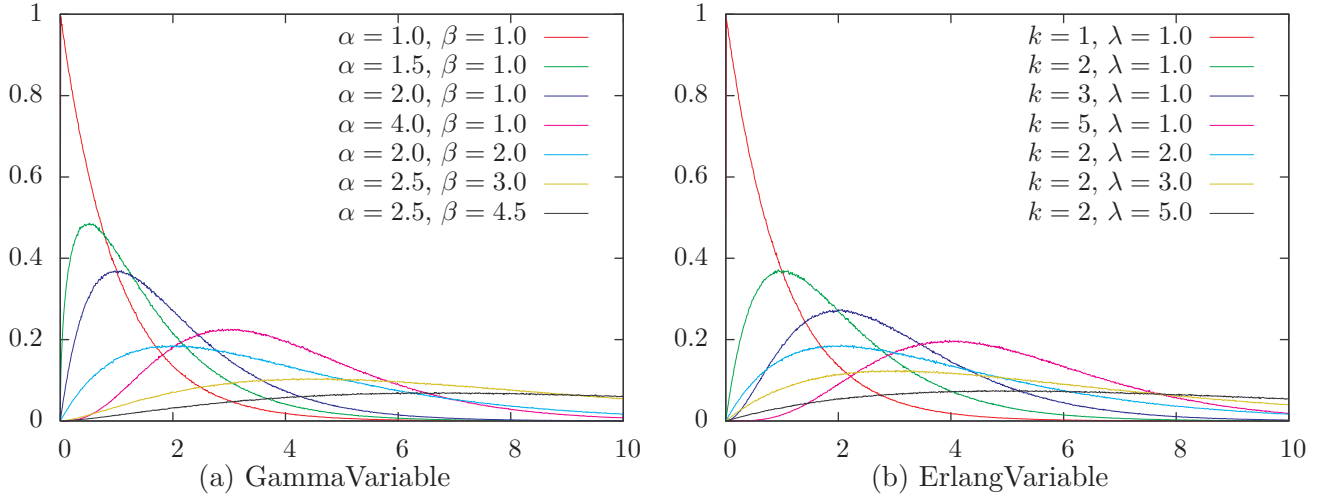 1
0.8
0.6
0.4
0.2
0
0 2 4 6 8 10
α = 1.0, β = 1.0
α = 1.5, β = 1.0
α = 2.0, β = 1.0
α = 4.0, β = 1.0
α = 2.0, β = 2.0
α = 2.5, β = 3.0
α = 2.5, β = 4.5
(a) GammaVariable
1
0.8
0.6
0.4
0.2
0
0 2 4 6 8 10
k = 1, λ = 1.0
k = 2, λ = 1.0
k = 3, λ = 1.0
k = 5, λ = 1.0
k = 2, λ = 2.0
k = 2, λ = 3.0
k = 2, λ = 5.0
(b) ErlangVariable